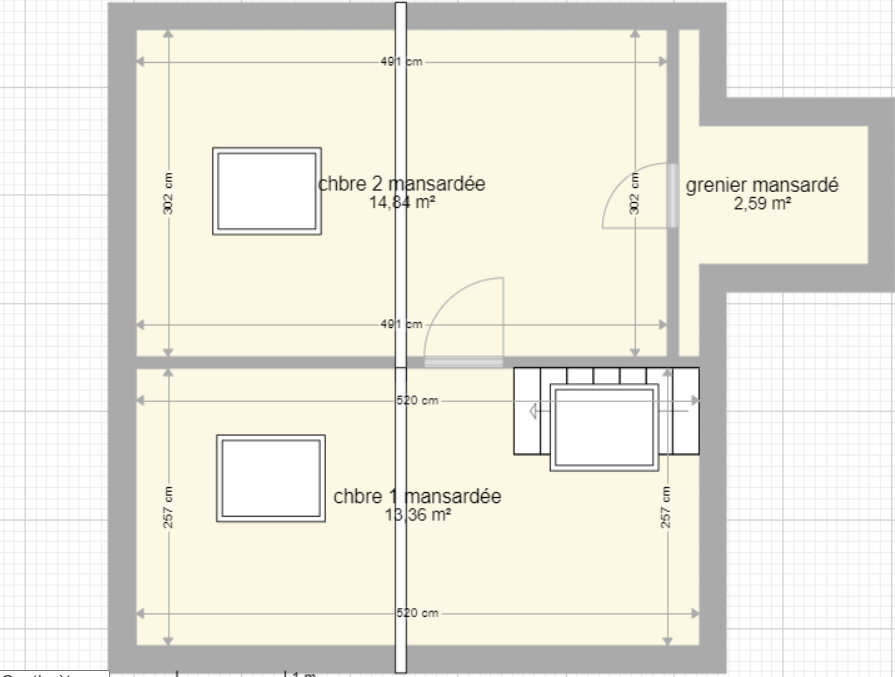 491 cm
302 cm
302 cm
chbre 2 mansardée
14,84 m²
grenier mansardé
2,59 m²
491 cm
520 cm
257 cm
257 cm
chbre 1 mansardée
13,36 m²
520 cm
1 m